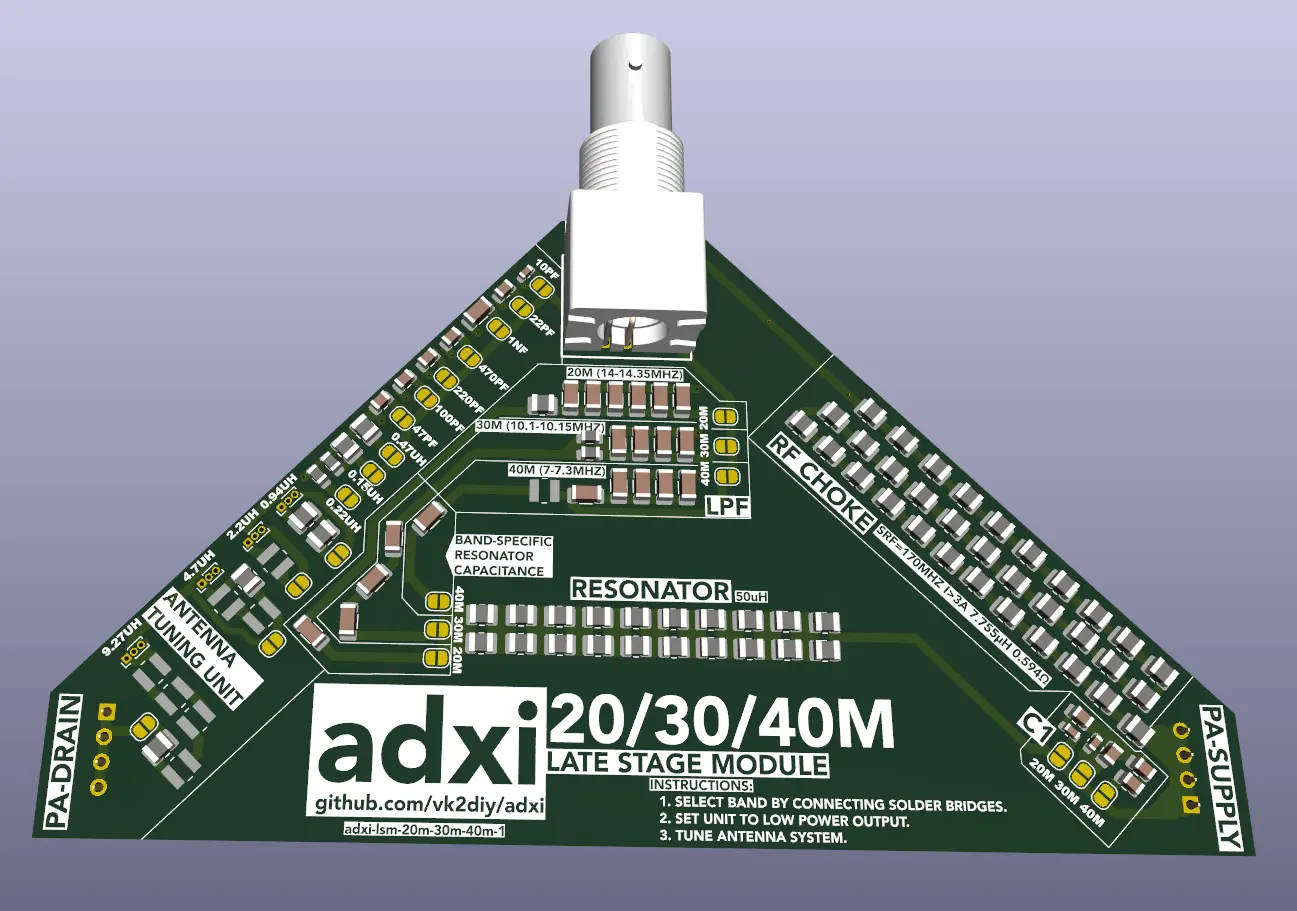 10PF
22PF
1NF
470PF
220PF
100PF
47PF
0.47UH
0.15UH
0.22UH
0.94UH
2.2UH
4.7UH
9.27UH
ANTENNA
TUNING UNIT
PA-DRAIN
20M (14-14.35MHZ)
30M (10.1-10.15MHZ)
40M (7-7.3MHZ)
20M
30M
40M
LPF
RF CHOKE
SRF=170MHZ I>3A 7.755µH 0.594Ω
BAND-SPECIFIC
RESONATOR
CAPACITANCE
RESONATOR 50uH
40M
30M
20M
C1
20M
30M
40M
PA-SUPPLY
adxi
github.com/vk2diy/adxi
adxi-lsm-20m-30m-40m-1
20/30/40M
LATE STAGE MODULE
INSTRUCTIONS:
1. SELECT BAND BY CONNECTING SOLDER BRIDGES.
2. SET UNIT TO LOW POWER OUTPUT.
3. TUNE ANTENNA SYSTEM.